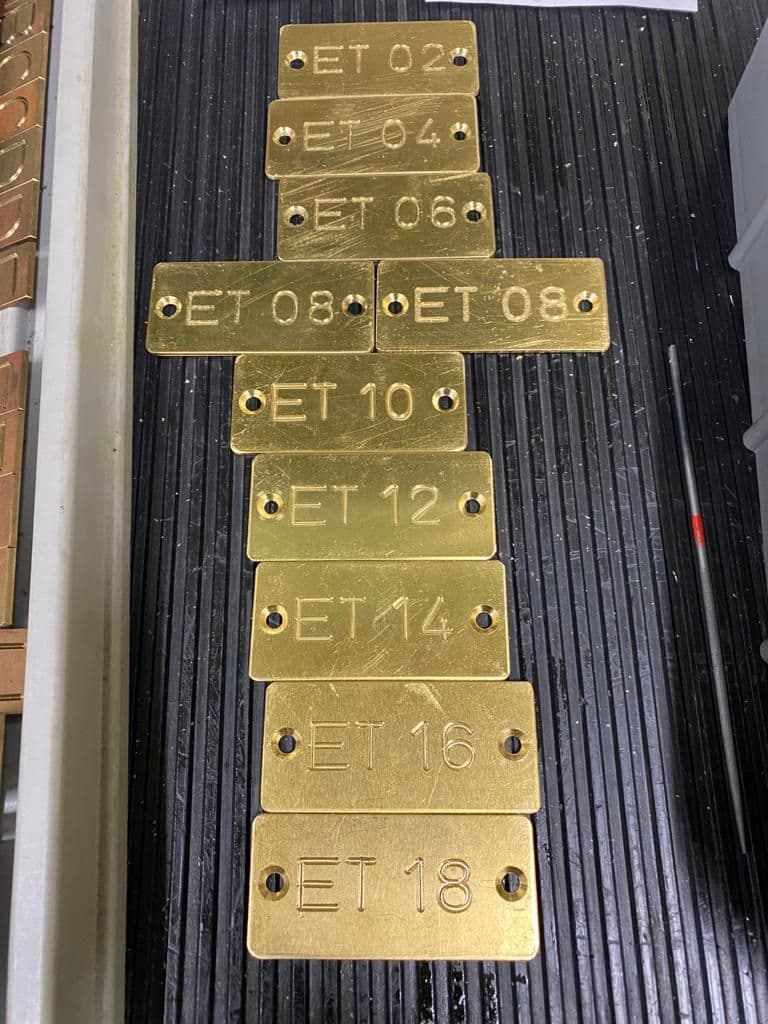 ET 02
ET 04
ET 06
ET 08
ET 08
ET 10
ET 12
ET 14
ET 16
ET 18